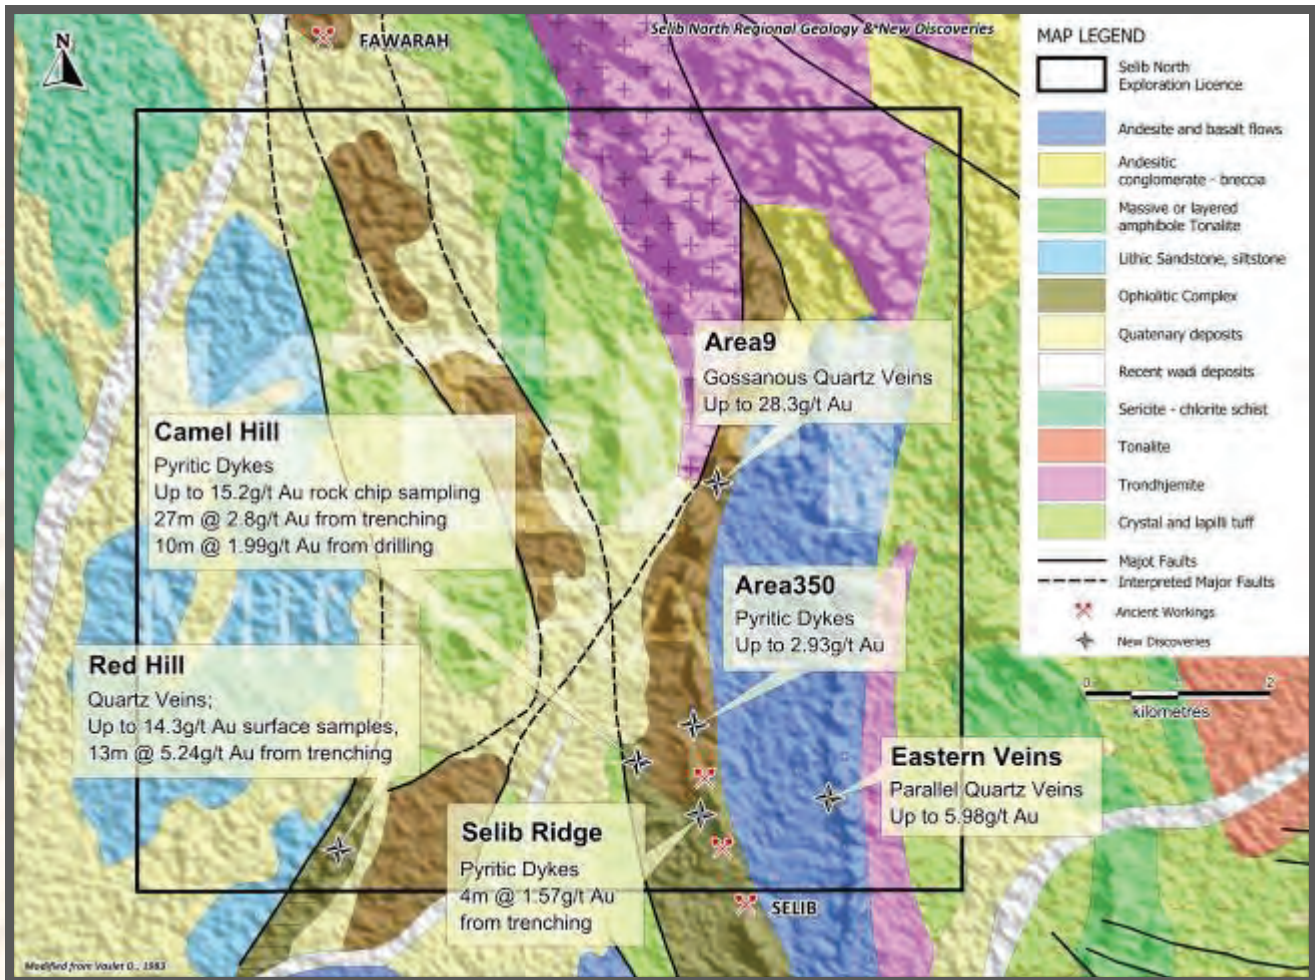 N
FAWARAH
Selib North Regional Geology & New Discoveries
Area9
Gossanous Quartz Veins
Up to 28.3g/t Au
Camel Hill
Pyritic Dykes
Up to 15.2g/t Au rock chip sampling
27m @ 2.8g/t Au from trenching
10m @ 1.99g/t Au from drilling
Area350
Pyritic Dykes
Up to 2.93g/t Au
Red Hill
Quartz Veins;
Up to 14.3g/t Au surface samples,
13m @ 5.24g/t Au from trenching
Eastern Veins
Parallel Quartz Veins
Up to 5.98g/t Au
Selib Ridge
Pyritic Dykes
4m @ 1.57g/t Au
from trenching
SELIB
Modified from Vaslet D., 1983
MAP LEGEND
Selib North
Exploration Licence
Andesite and basalt flows
Andesitic
conglomerate - breccia
Massive or layered
amphibole Tonalite
Lithic Sandstone, siltstone
Ophiolitic Complex
Quatenary deposits
Recent wadi deposits
Sericite - chlorite schist
Tonalite
Trondhjemite
Crystal and lapilli tuff
Majot Faults
Interpreted Major Faults
Ancient Workings
New Discoveries
0 1 2
kilometres